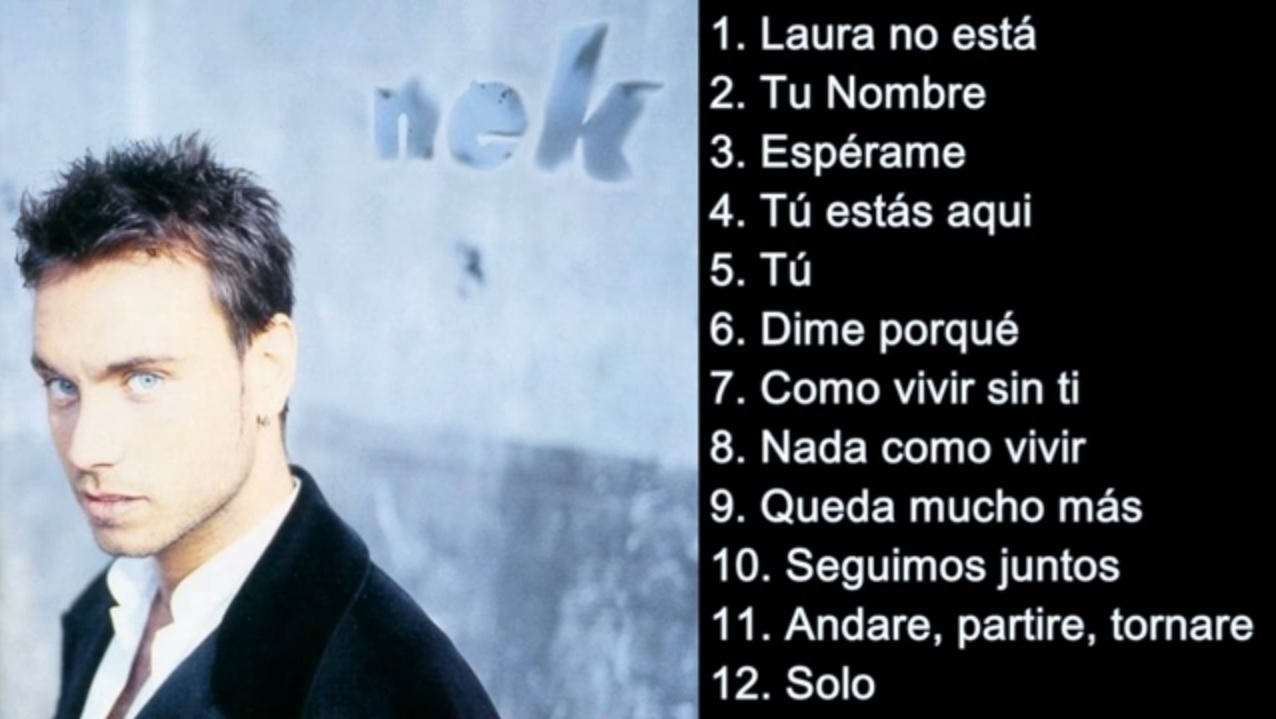 nek
1. Laura no está
2. Tu Nombre
3. Espérame
4. Tú estás aqui
5. Tú
6. Dime porqué
7. Como vivir sin ti
8. Nada como vivir
9. Queda mucho más
10. Seguimos juntos
11. Andare, partire, tornare
12. Solo